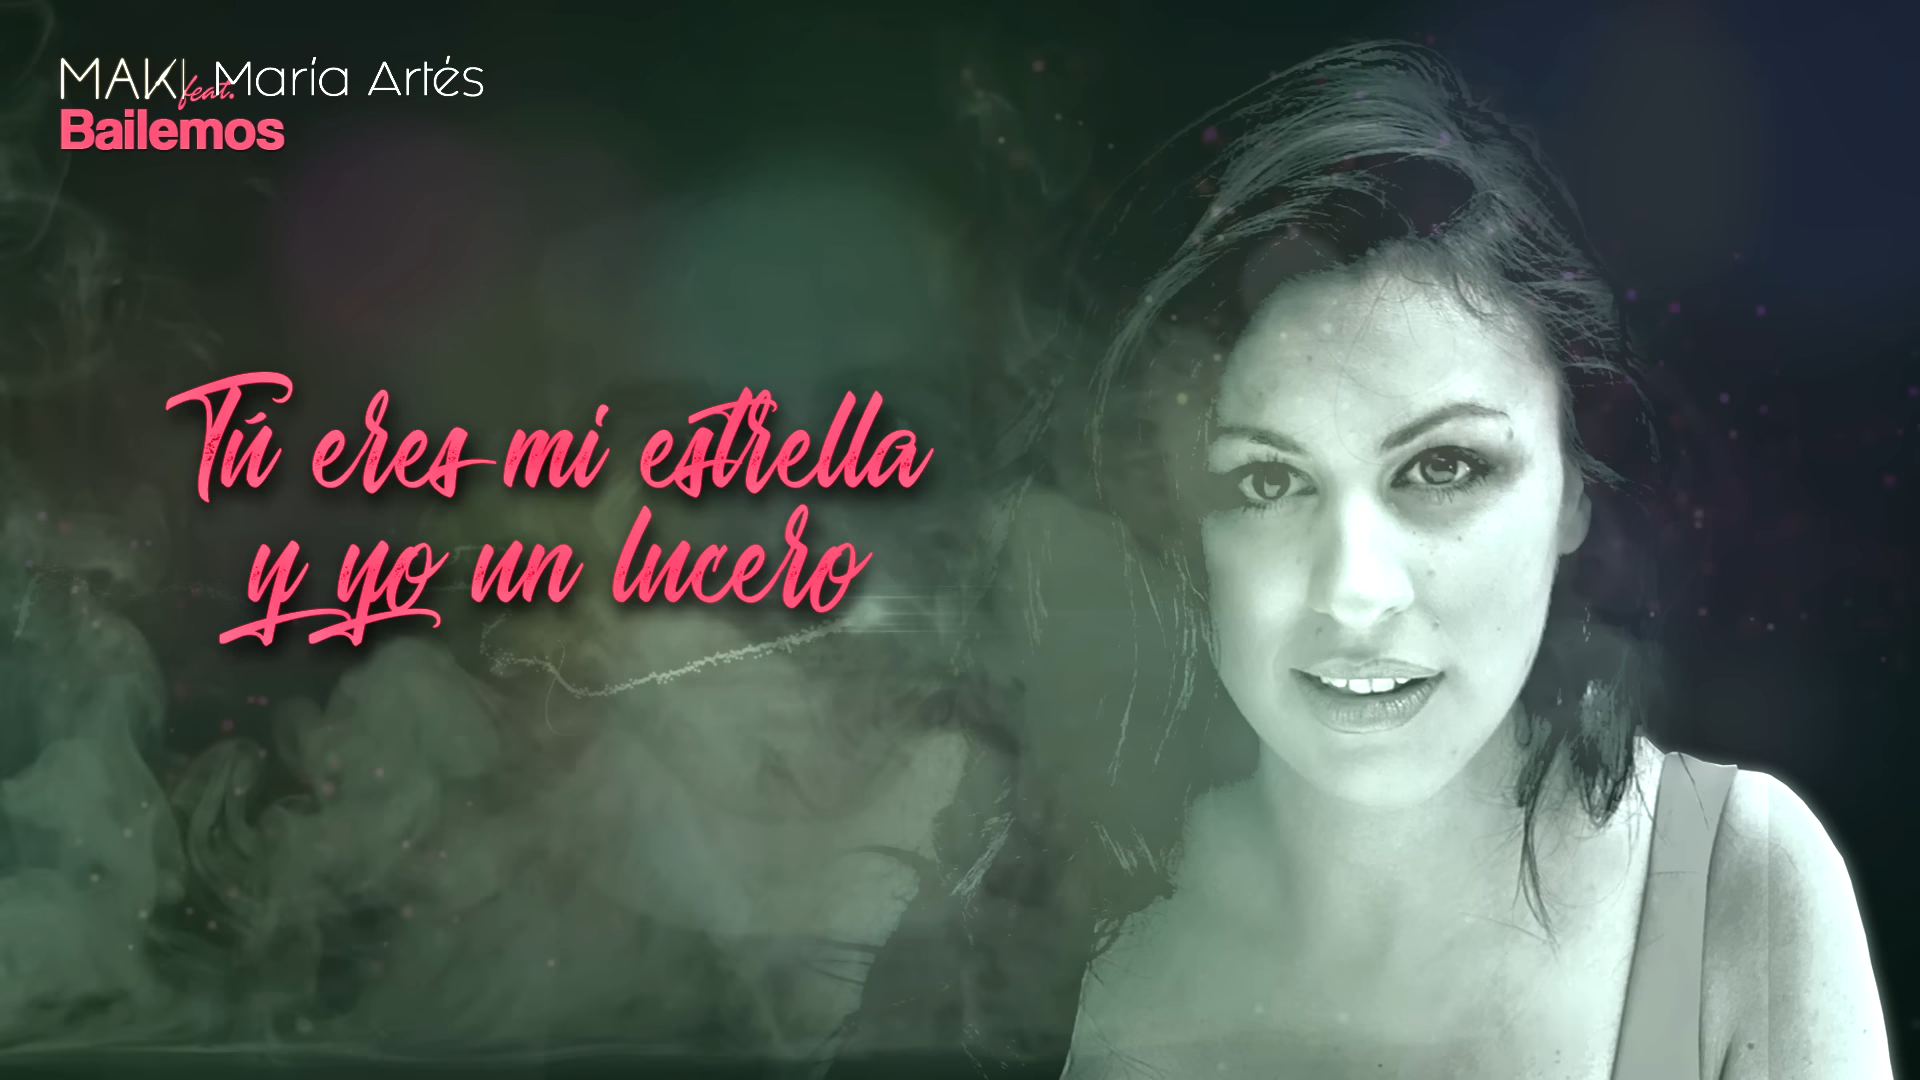 MAKI feat. María Artés
Bailemos
Tú eres mi estrella
y yo un lucero